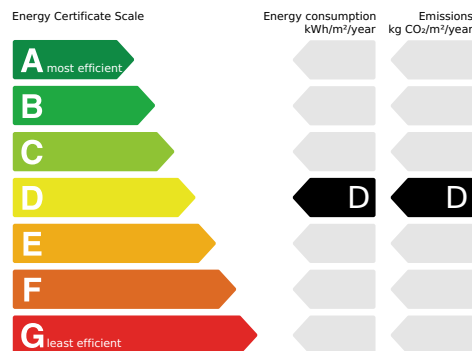 Energy Certificate Scale
Energy consumption
kWh/m²/year
Emissions
kg CO₂/m²/year
A most efficient
B
C
D
D
D
E
F
G least efficient